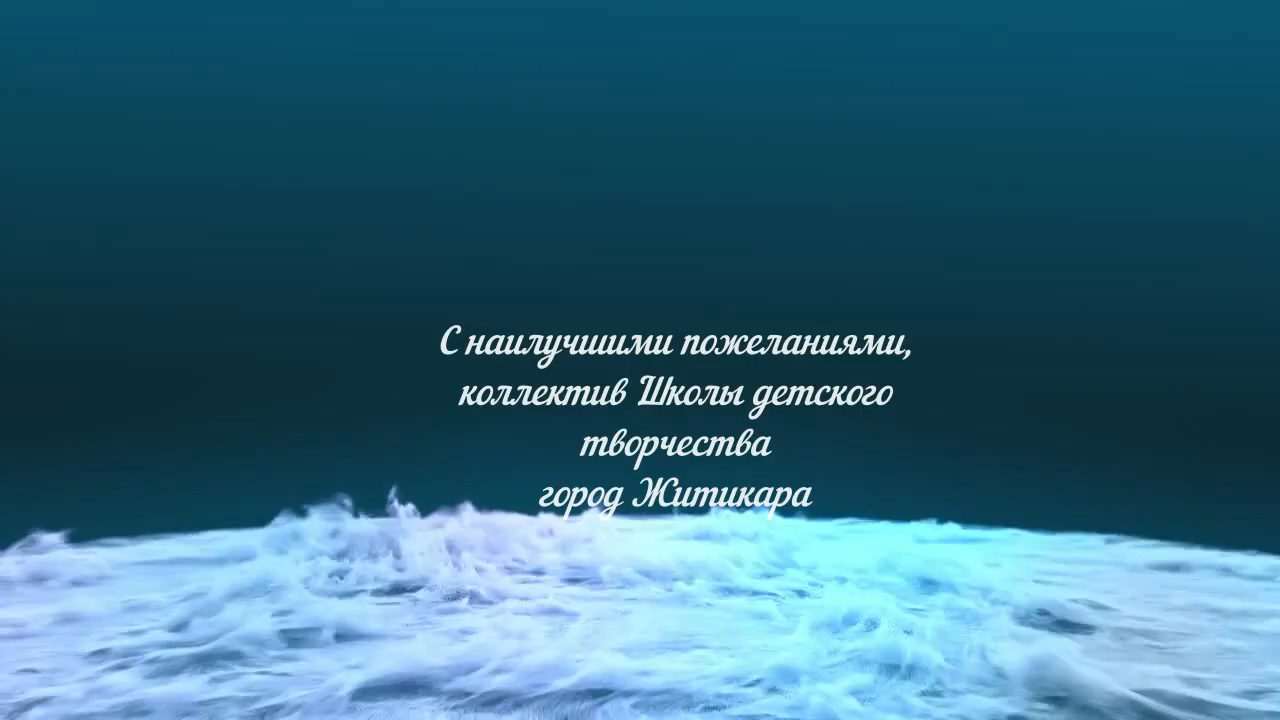 С наилучшими пожеланиями,
коллектив Школы детского
творчества
город Житикара